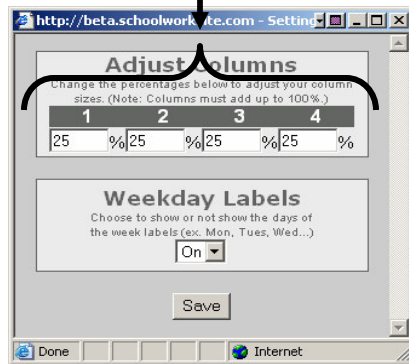 http://beta.schoolwork te.com - Setting
Adjust Columns
Change the percentages below to adjust your column
sizes. (Note: Columns must add up to 100%.)
1 2 3 4
25 % 25 % 25 % 25 %
Weekday Labels
Choose to show or not show the days of
the week labels (ex. Mon, Tues, Wed...)
On
Save
Done Internet